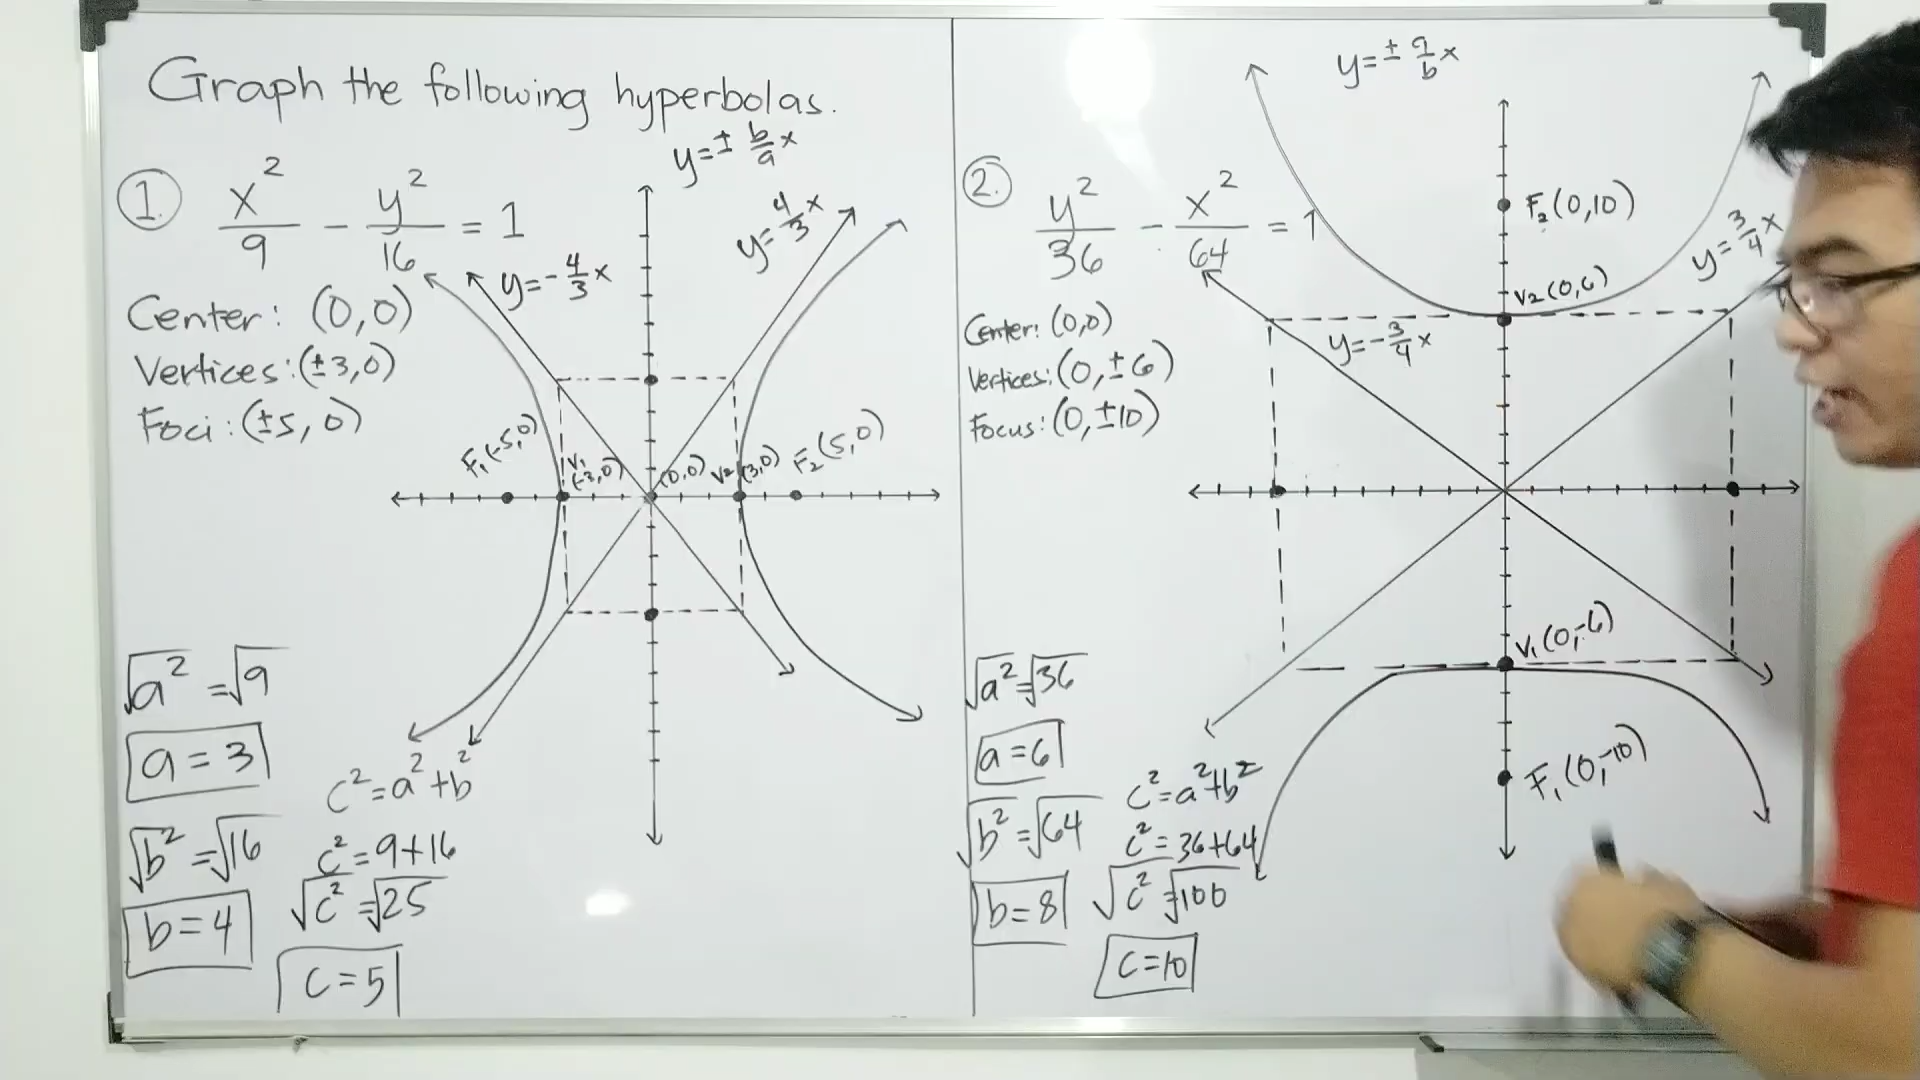 Graph the following hyperbolas.
y=± b/a x
1. x²/9 - y²/16 = 1
y=-4/3 x
y=4/3 x
Center: (0,0)
Vertices:(±3,0)
Foci:(±5,0)
F₁(-5,0)
V₁(-3,0)
(0,0)
V2(3,0)
F₂(5,0)
√a²=√9
a=3
√b²=√16
b=4
c²=a²+b²
c²=9+16
√c²=√25
c=5
y=± a/b x
2. y²/36 - x²/64 = 1
F₂(0,10)
V2(0,6)
y=3/4 x
y=-3/4 x
Center: (0,0)
Vertices:(0,±6)
Focus:(0,±10)
V₁(0,-6)
F₁(0,-10)
√a²=√36
a=6
√b²=√64
b=8
c²=a²+b²
c²=36+64
√c²=√100
c=10